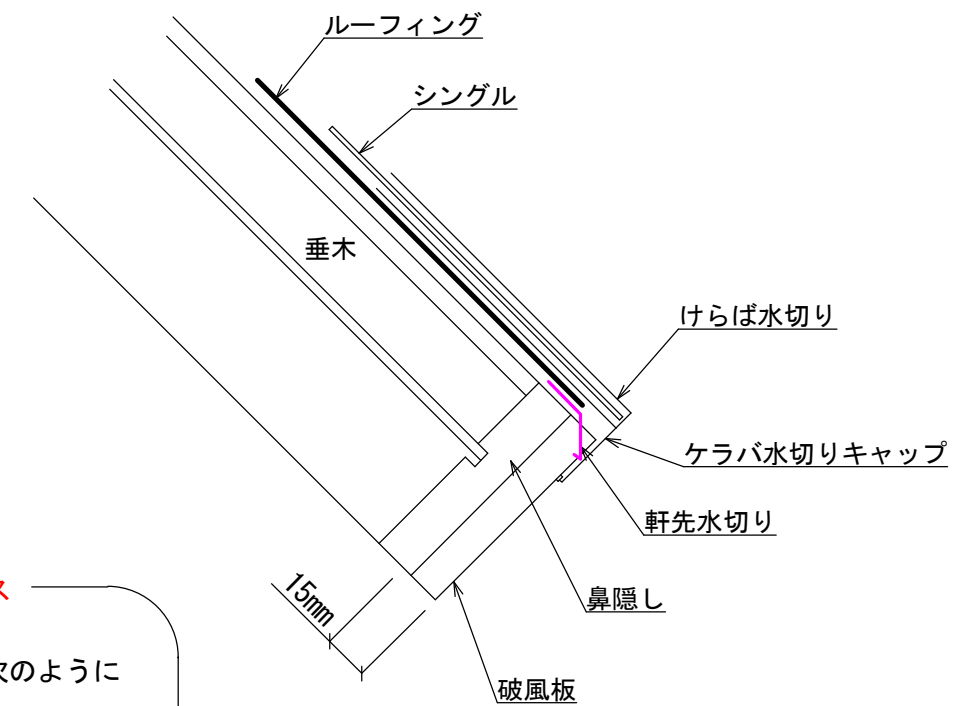 ルーフィング
シングル
垂木
けらば水切り
ケラバ水切りキャップ
軒先水切り
鼻隠し
15mm
ス
次のように
破風板